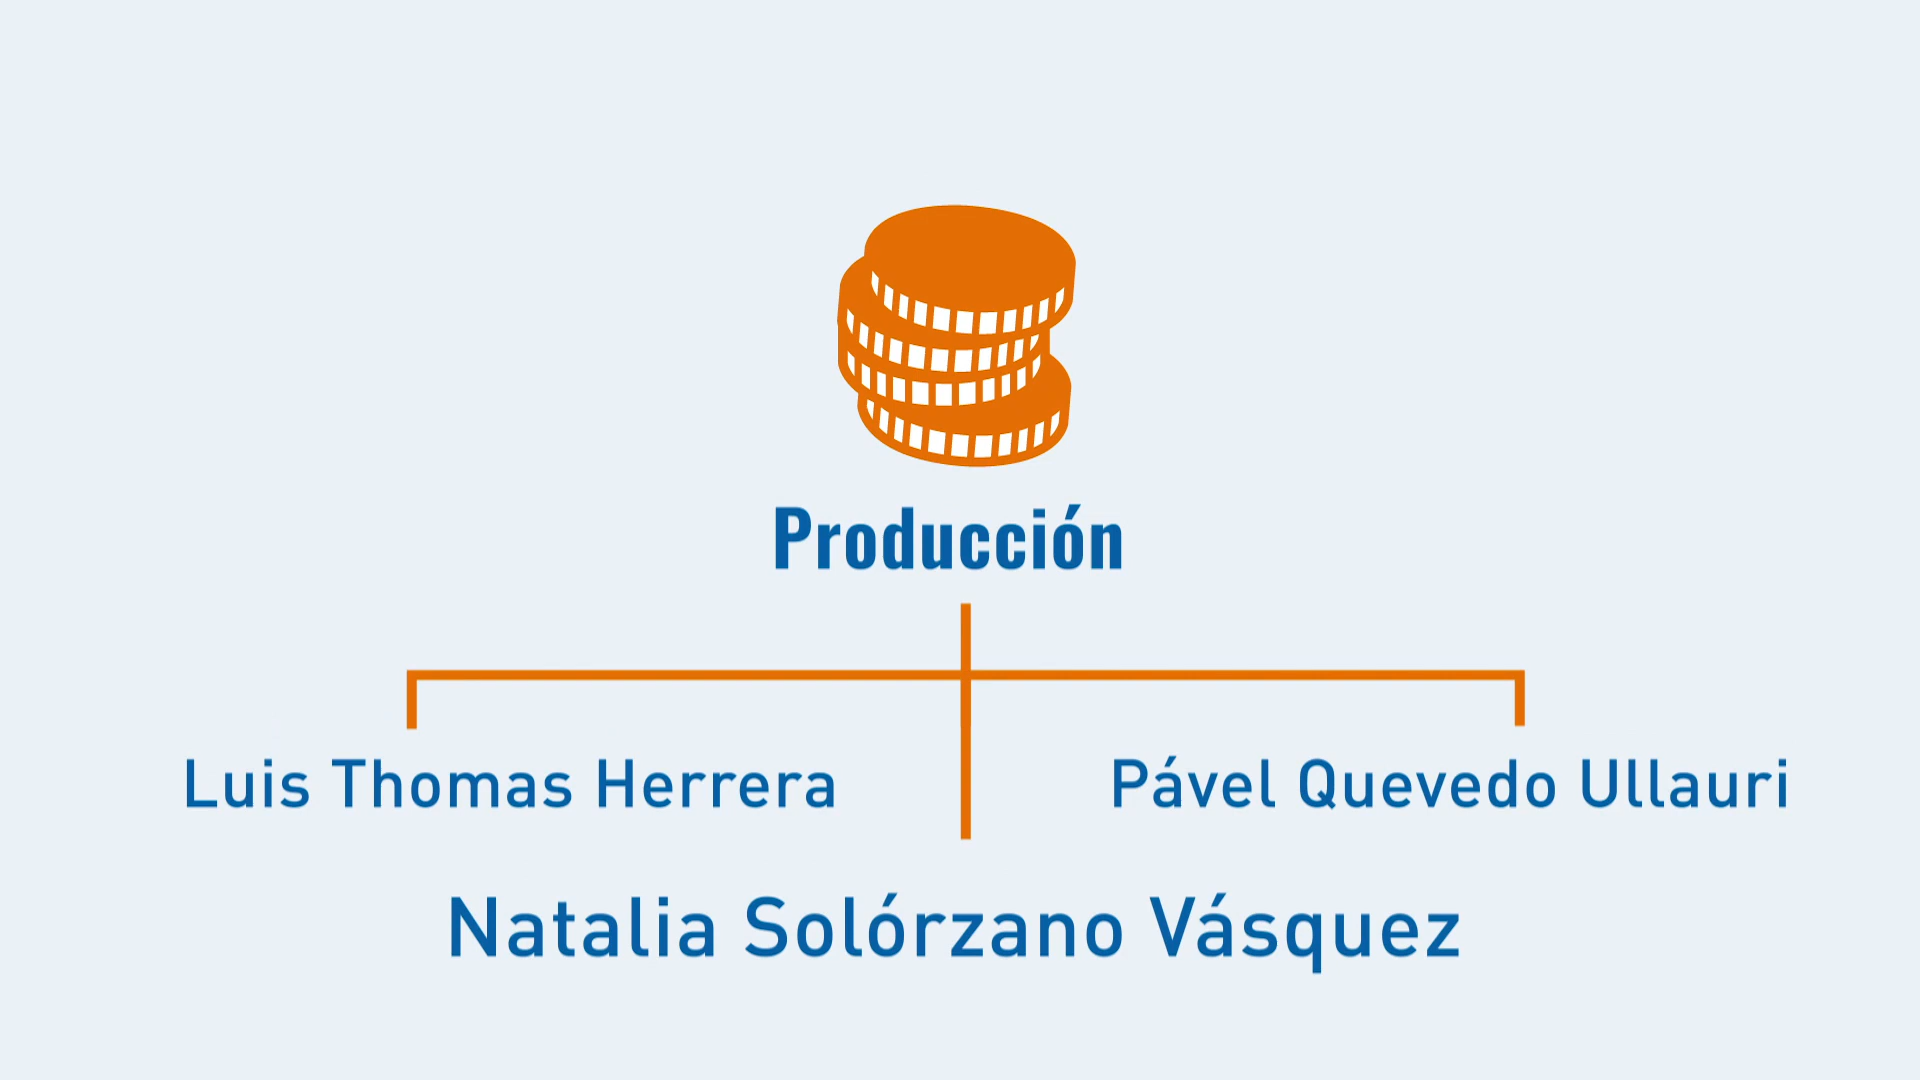 Producción
Luis Thomas Herrera
Pável Quevedo Ullauri
Natalia Solórzano Vásquez